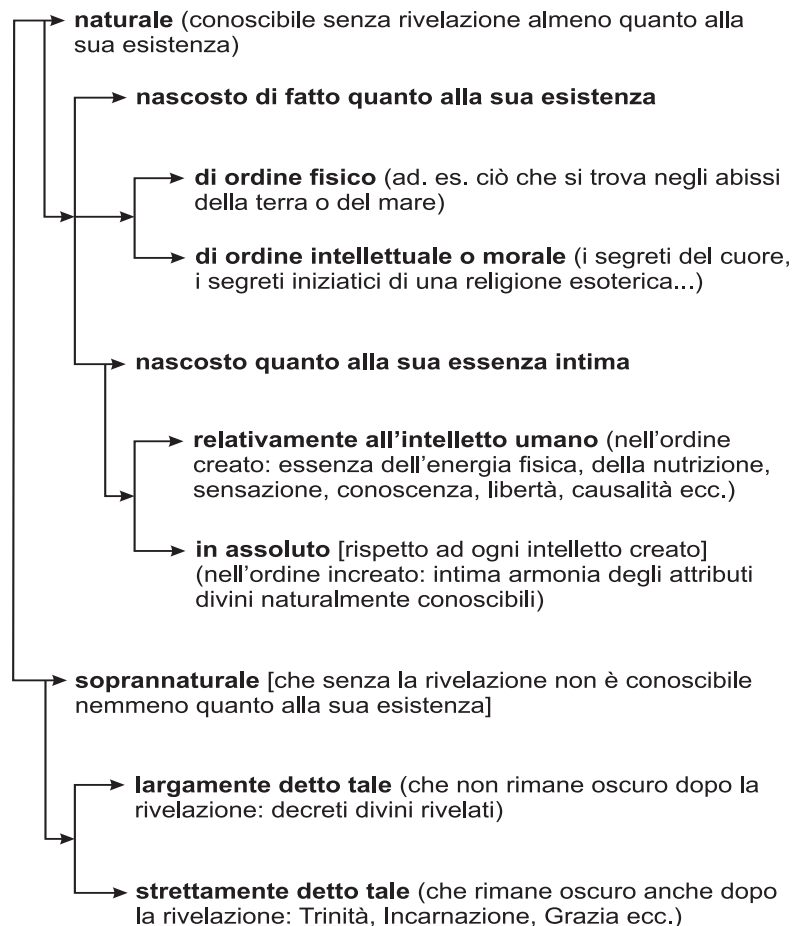 naturale (conoscibile senza rivelazione almeno quanto alla
sua esistenza)
nascosto di fatto quanto alla sua esistenza
di ordine fisico (ad. es. ciò che si trova negli abissi
della terra o del mare)
di ordine intellettuale o morale (i segreti del cuore,
i segreti iniziatici di una religione esoterica...)
nascosto quanto alla sua essenza intima
relativamente all'intelletto umano (nell'ordine
creato: essenza dell'energia fisica, della nutrizione,
sensazione, conoscenza, libertà, causalità ecc.)
in assoluto [rispetto ad ogni intelletto creato]
(nell'ordine increato: intima armonia degli attributi
divini naturalmente conoscibili)
soprannaturale [che senza la rivelazione non è conoscibile
nemmeno quanto alla sua esistenza]
largamente detto tale (che non rimane oscuro dopo la
rivelazione: decreti divini rivelati)
strettamente detto tale (che rimane oscuro anche dopo
la rivelazione: Trinità, Incarnazione, Grazia ecc.)